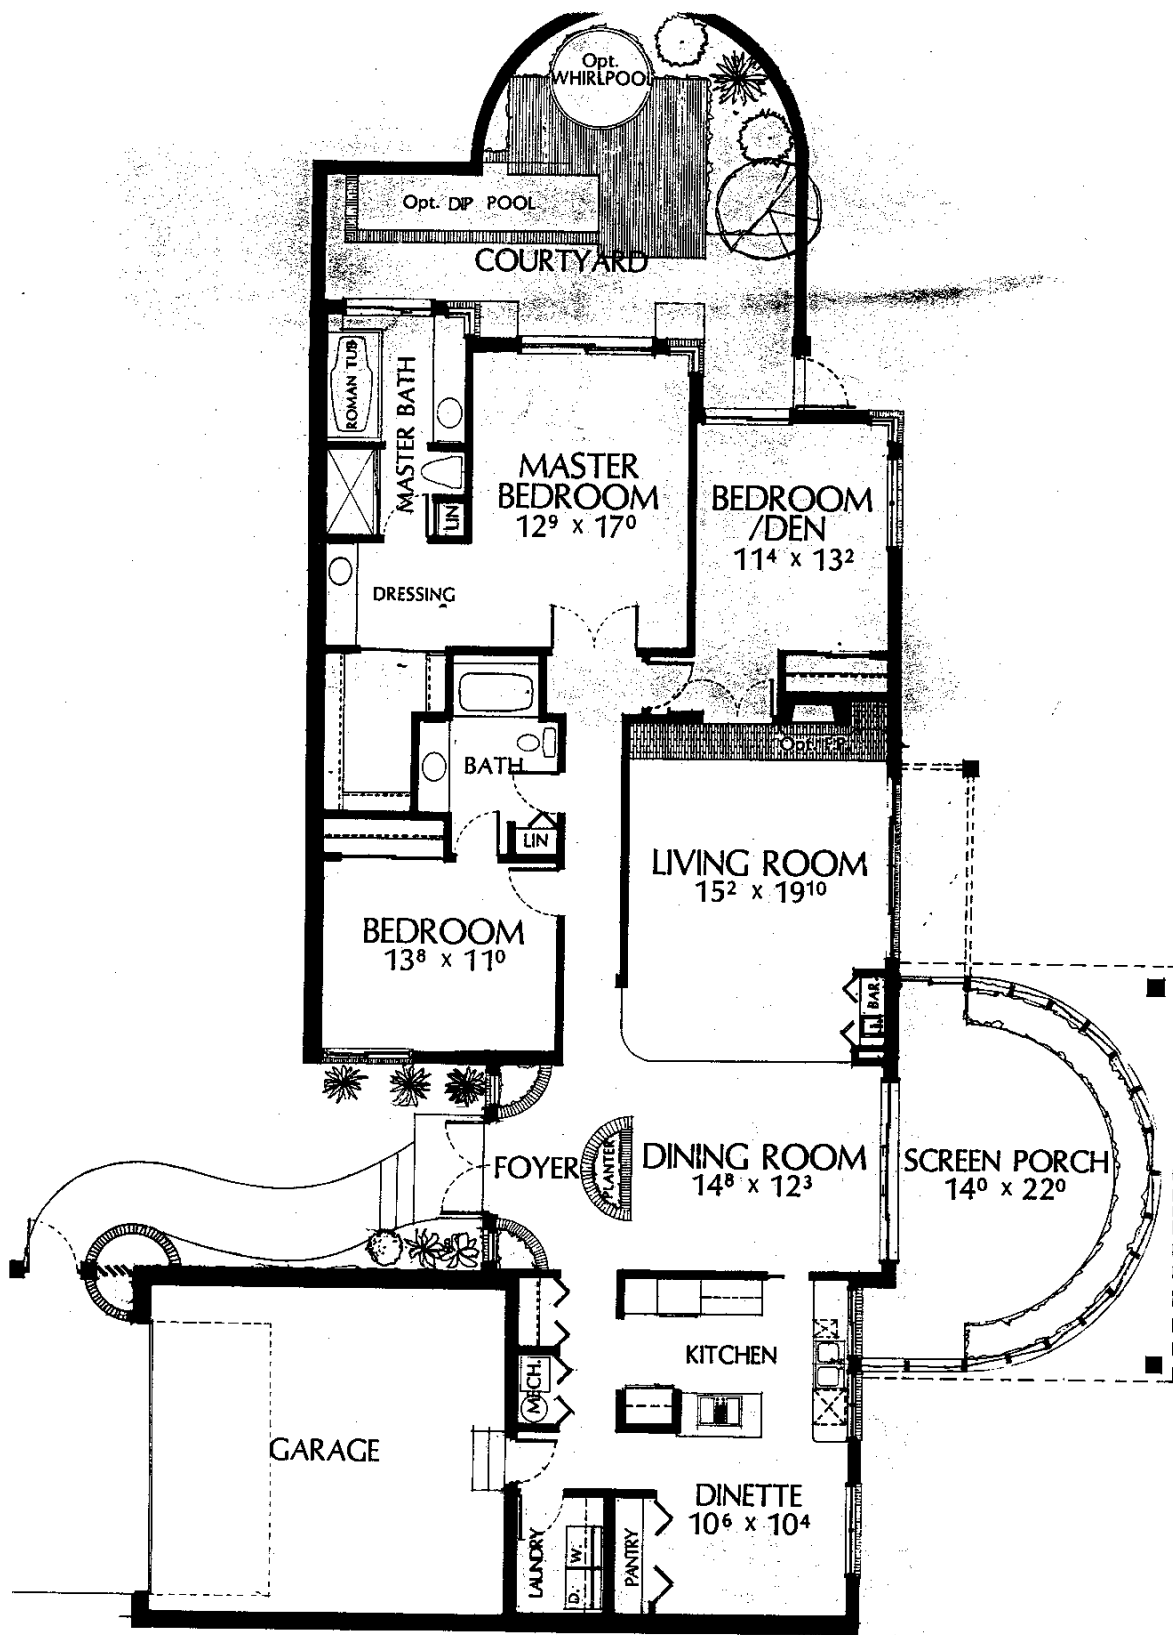 Opt.
WHIRLPOOL
Opt. DIP POOL
COURTYARD
ROMAN TUB
MASTER BATH
LIN
MASTER
BEDROOM
12⁹ x 17⁰
BEDROOM
/DEN
11⁴ x 13²
DRESSING
BATH
LIN
Opt. F.P.
LIVING ROOM
15² x 19¹⁰
BEDROOM
13⁸ x 11⁰
BAR
FOYER
PLANTER
DINING ROOM
14⁸ x 12³
SCREEN PORCH
14⁰ x 22⁰
KITCHEN
MECH.
GARAGE
DINETTE
10⁶ x 10⁴
LAUNDRY
W.
D.
PANTRY